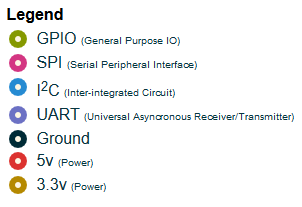 Legend
GPIO (General Purpose IO)
SPI (Serial Peripheral Interface)
I²C (Inter-integrated Circuit)
UART (Universal Asyncronous Receiver/Transmitter)
Ground
5v (Power)
3.3v (Power)